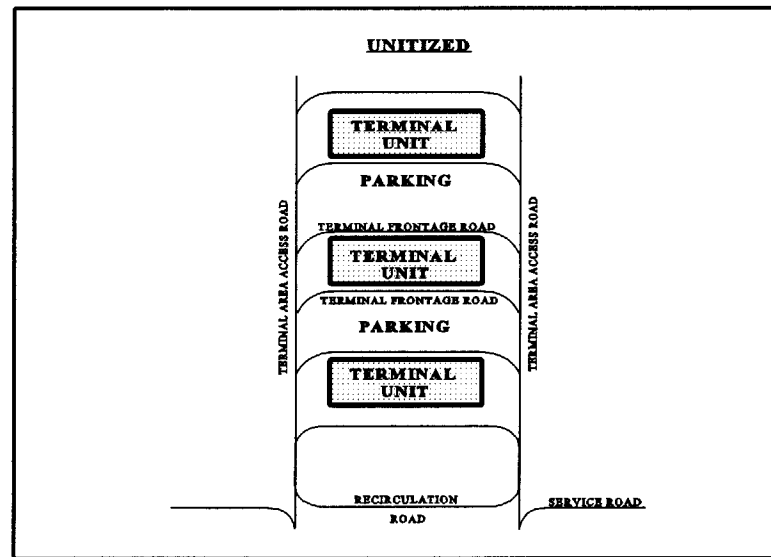 UNITIZED
TERMINAL
UNIT
PARKING
TERMINAL FRONTAGE ROAD
TERMINAL AREA ACCESS ROAD
TERMINAL AREA ACCESS ROAD
TERMINAL
UNIT
TERMINAL FRONTAGE ROAD
PARKING
TERMINAL
UNIT
RECIRCULATION
ROAD
SERVICE ROAD